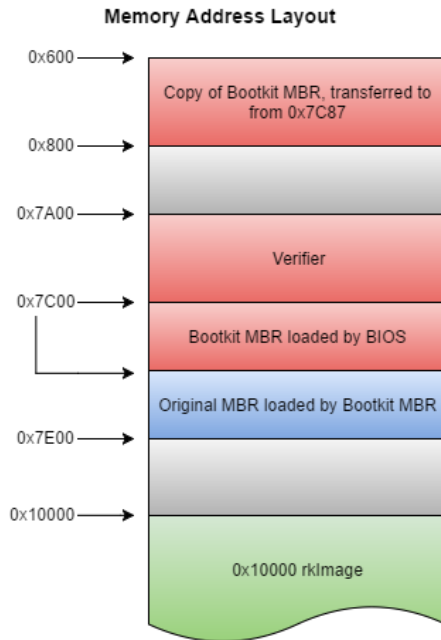 Memory Address Layout
0x600
Copy of Bootkit MBR, transferred to
from 0x7C87
0x800
0x7A00
Verifier
0x7C00
Bootkit MBR loaded by BIOS
Original MBR loaded by Bootkit MBR
0x7E00
0x10000
0x10000 rkImage